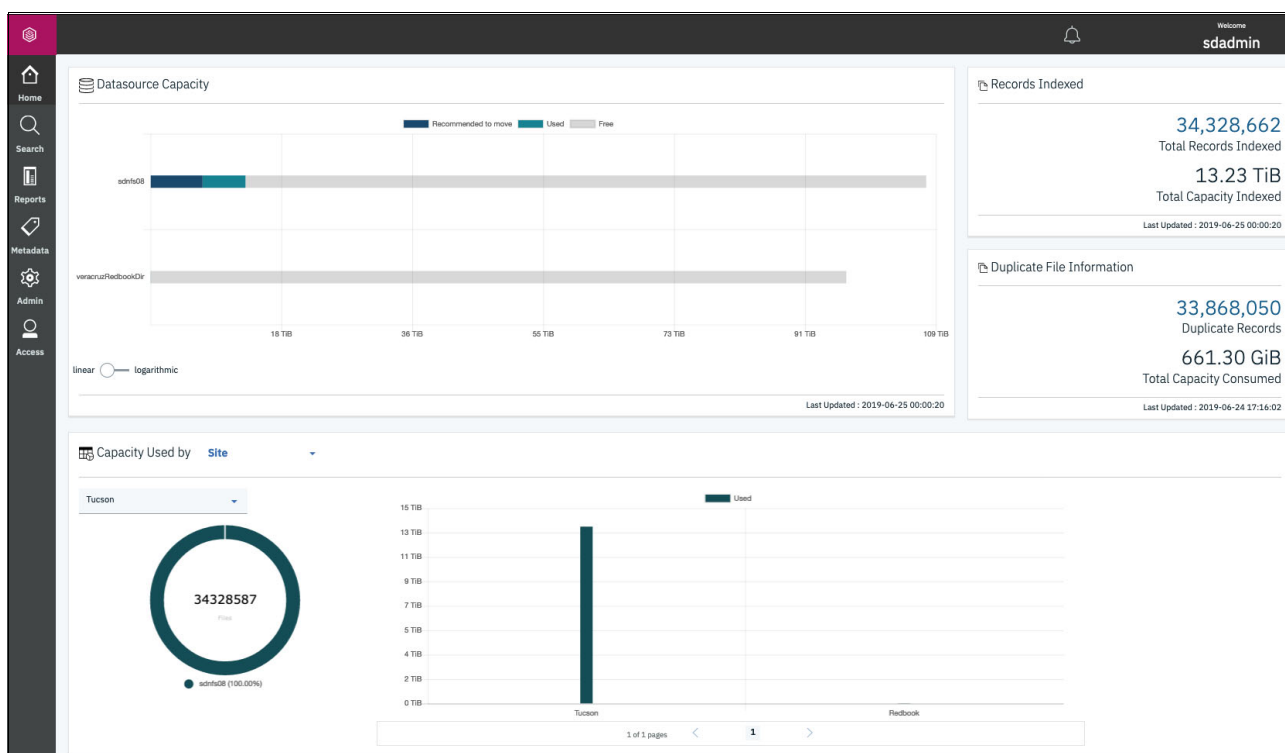 Welcome
sdadmin
Home
Search
Reports
Metadata
Admin
Access
Datasource Capacity
Recommended to move Used Free
sdnfs08
veracruzRedbookDir
18 TiB 36 TiB 55 TiB 73 TiB 91 TiB 109 TiB
linear logarithmic
Last Updated : 2019-06-25 00:00:20
Records Indexed
34,328,662
Total Records Indexed
13.23 TiB
Total Capacity Indexed
Last Updated : 2019-06-25 00:00:20
Duplicate File Information
33,868,050
Duplicate Records
661.30 GiB
Total Capacity Consumed
Last Updated : 2019-06-24 17:16:02
Capacity Used by Site
Tucson
34328587
Files
sdnfs08 (100.00%)
Used
15 TiB
13 TiB
11 TiB
9 TiB
7 TiB
5 TiB
4 TiB
2 TiB
0 TiB
Tucson Redbook
1 of 1 pages 1